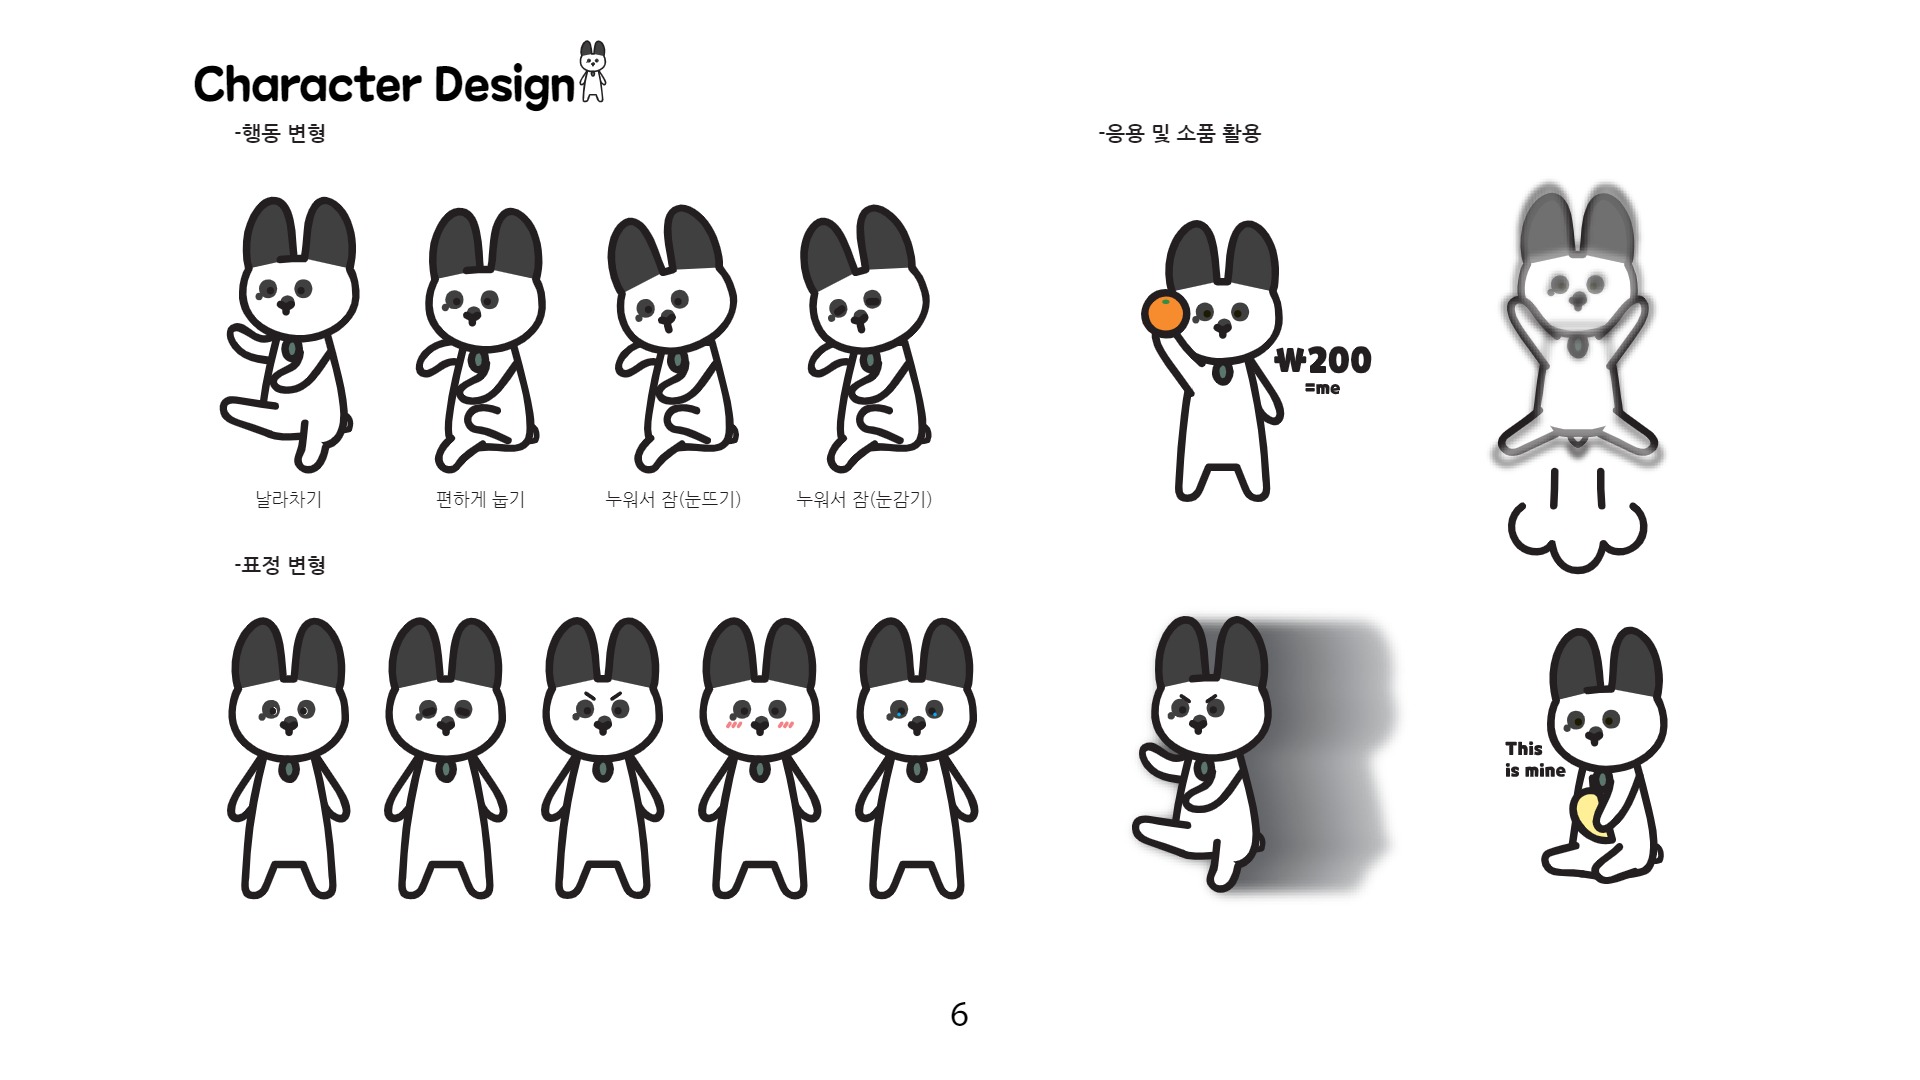 Character Design
-행동 변형
날라차기
편하게 눕기
누워서 잠(눈뜨기)
누워서 잠(눈감기)
-표정 변형
-응용 및 소품 활용
₩200
=me
This
is mine
6